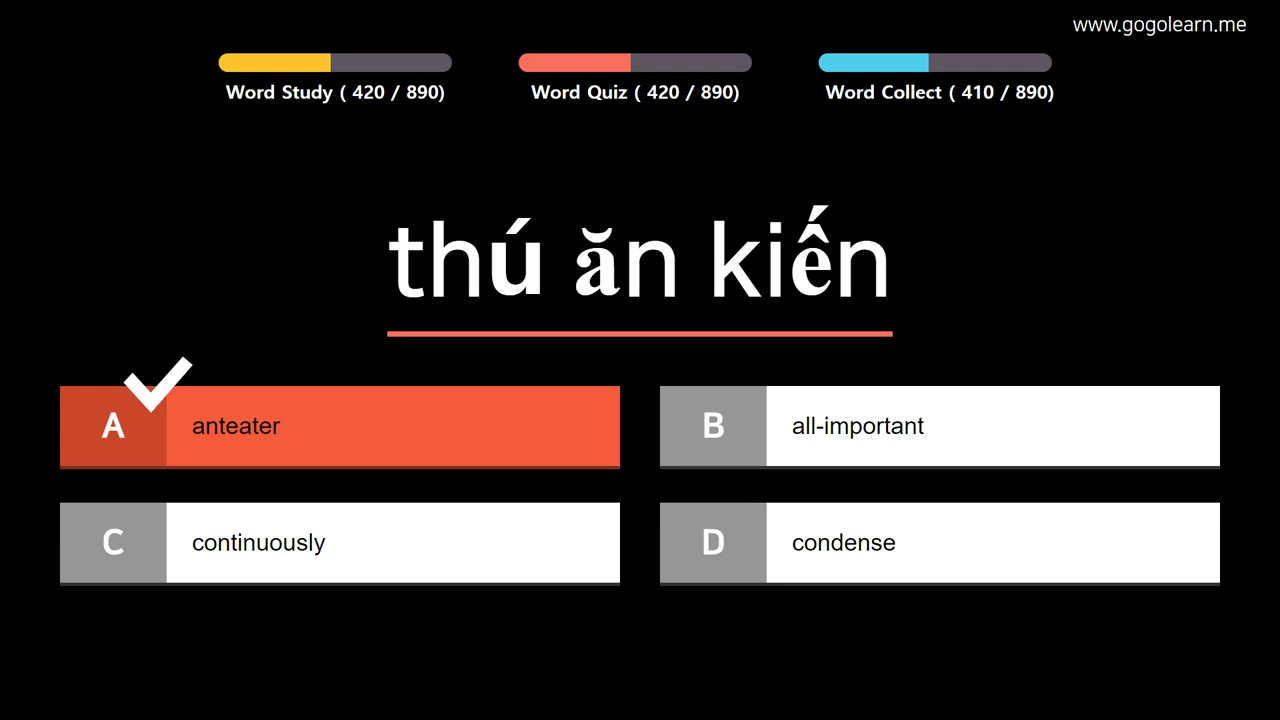 www.gogolearn.me
Word Study ( 420 / 890)
Word Quiz ( 420 / 890)
Word Collect ( 410 / 890)
thú ăn kiến
A anteater
B all-important
C continuously
D condense